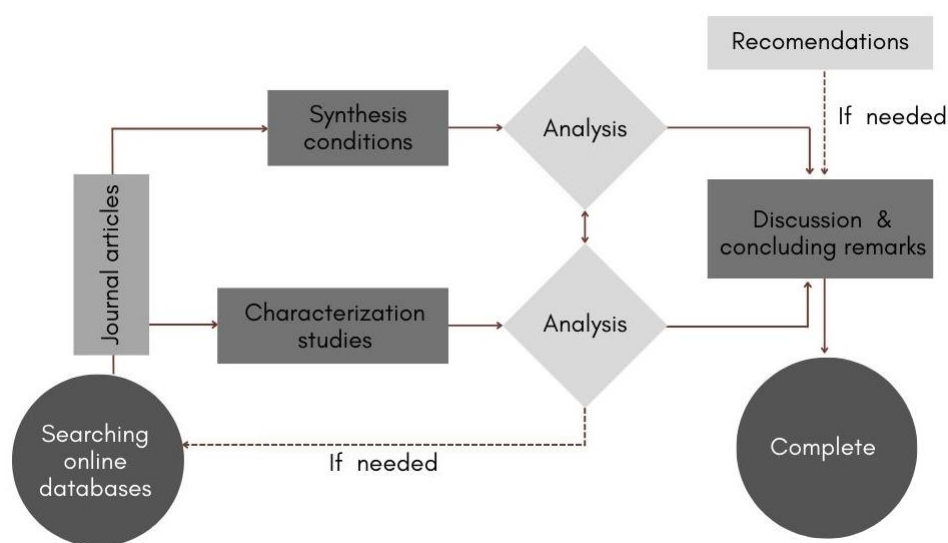 Recomendations
If needed
Synthesis
conditions
Analysis
Journal articles
Discussion &
concluding remarks
Characterization
studies
Analysis
Searching
online
databases
If needed
Complete